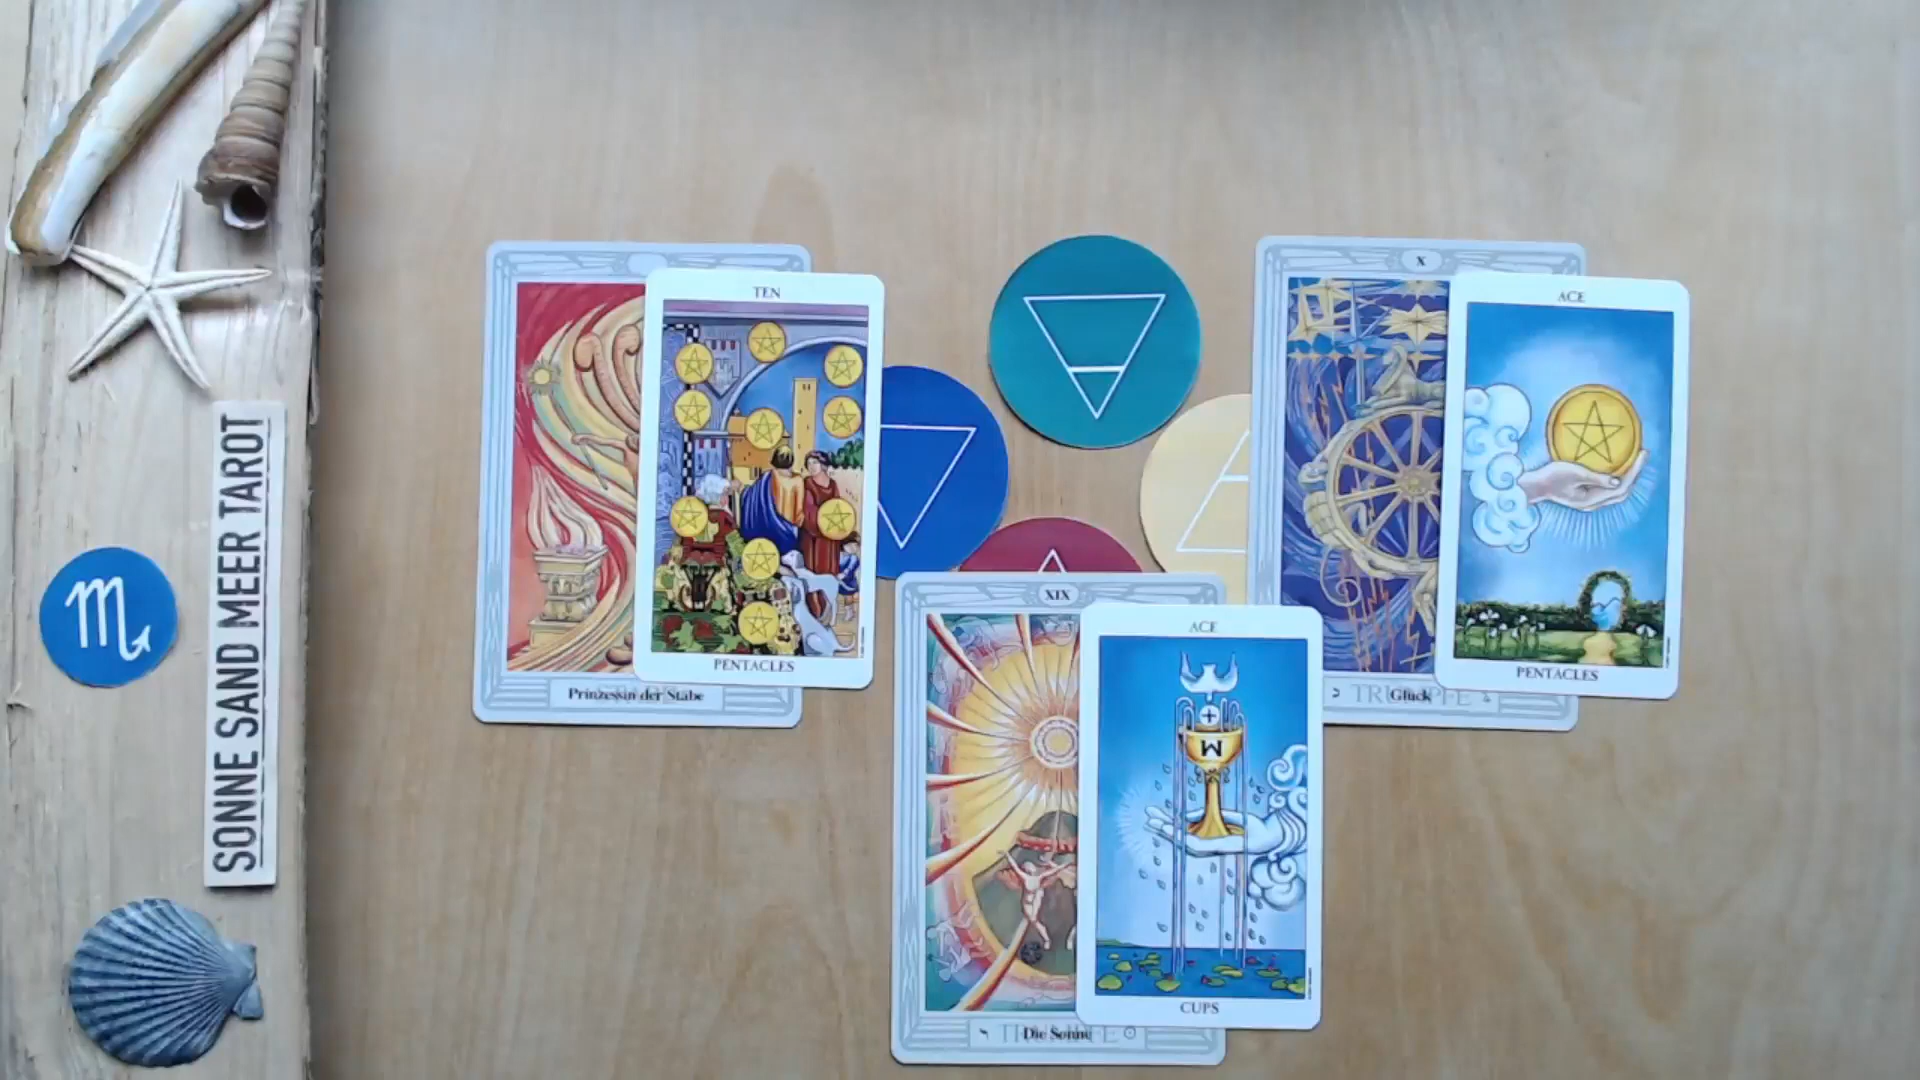 SONNE SAND MEER TAROT
TEN
PENTACLES
Prinzessin der Stäbe
X
ACE
PENTACLES
Glück
XIX
ACE
CUPS
Die Sonne